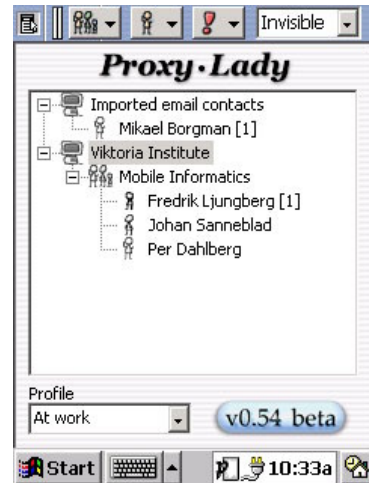 Invisible
Proxy·Lady
Imported email contacts
Mikael Borgman [1]
Viktoria Institute
Mobile Informatics
Fredrik Ljungberg [1]
Johan Sanneblad
Per Dahlberg
Profile
At work
v0.54 beta
Start
10:33a